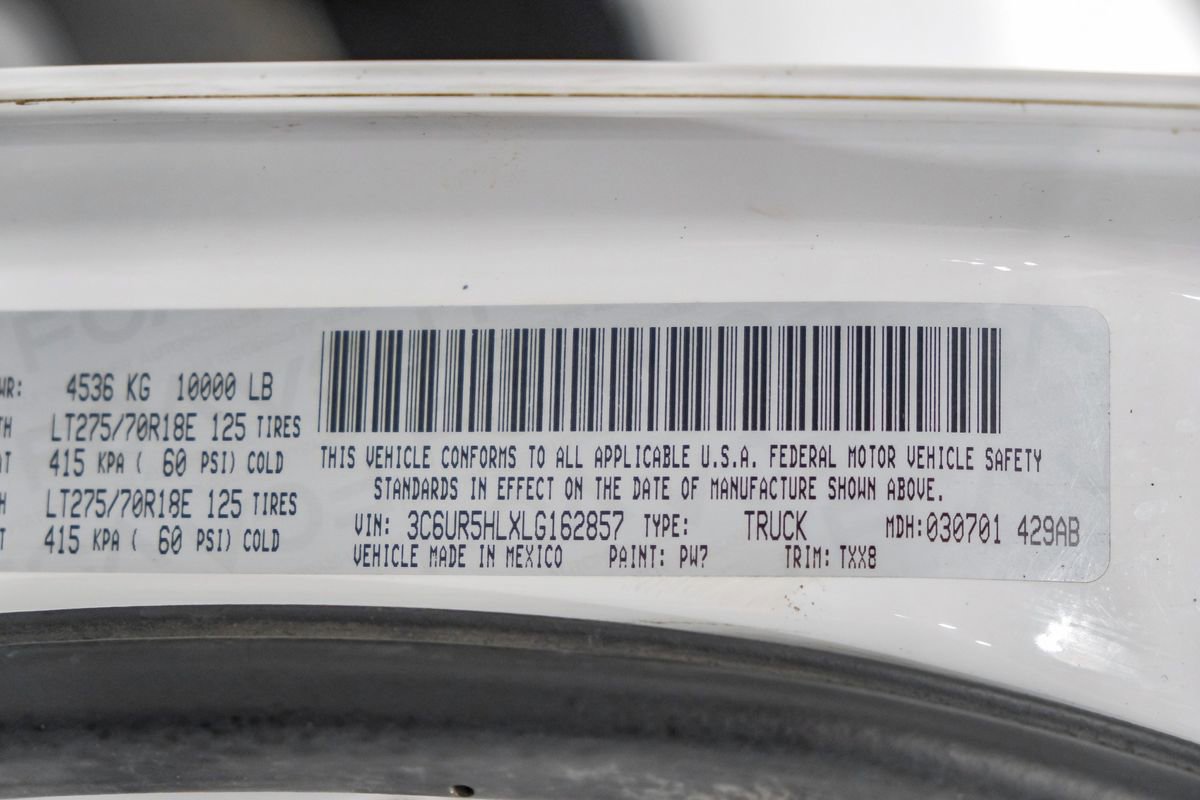 WR: 4536 KG 10000 LB
TH LT275/70R18E 125 TIRES
AT 415 KPA ( 60 PSI) COLD
H LT275/70R18E 125 TIRES
T 415 KPA ( 60 PSI) COLD
THIS VEHICLE CONFORMS TO ALL APPLICABLE U.S.A. FEDERAL MOTOR VEHICLE SAFETY
STANDARDS IN EFFECT ON THE DATE OF MANUFACTURE SHOWN ABOVE.
VIN: 3C6UR5HLXLG162857 TYPE: TRUCK MDH:030701 429AB
VEHICLE MADE IN MEXICO PAINT: PW7 TRIM: TXX8